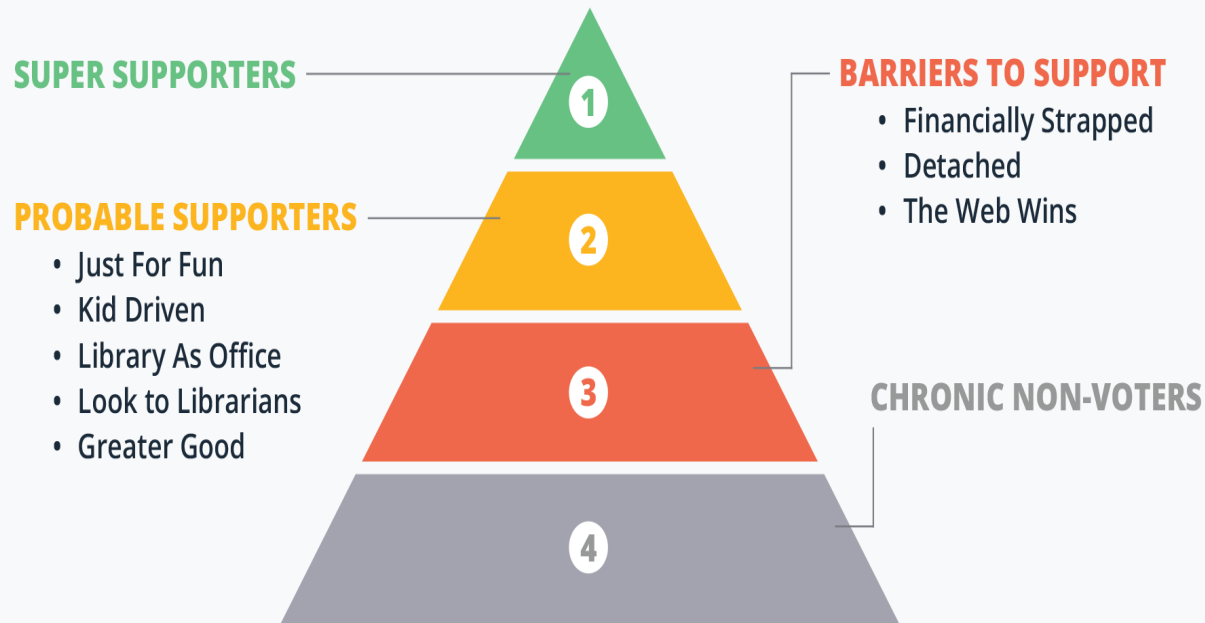 SUPER SUPPORTERS
1
BARRIERS TO SUPPORT
• Financially Strapped
• Detached
• The Web Wins
PROBABLE SUPPORTERS
• Just For Fun
• Kid Driven
• Library As Office
• Look to Librarians
• Greater Good
2
3
CHRONIC NON-VOTERS
4